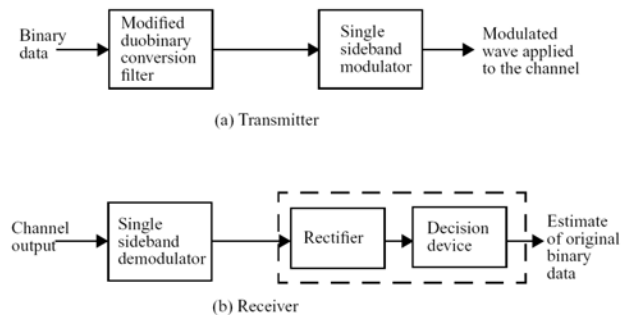 Binary
data
Modified
duobinary
conversion
filter
Single
sideband
modulator
Modulated
wave applied
to the channel
(a) Transmitter
Channel
output
Single
sideband
demodulator
Rectifier
Decision
device
Estimate
of original
binary
data
(b) Receiver